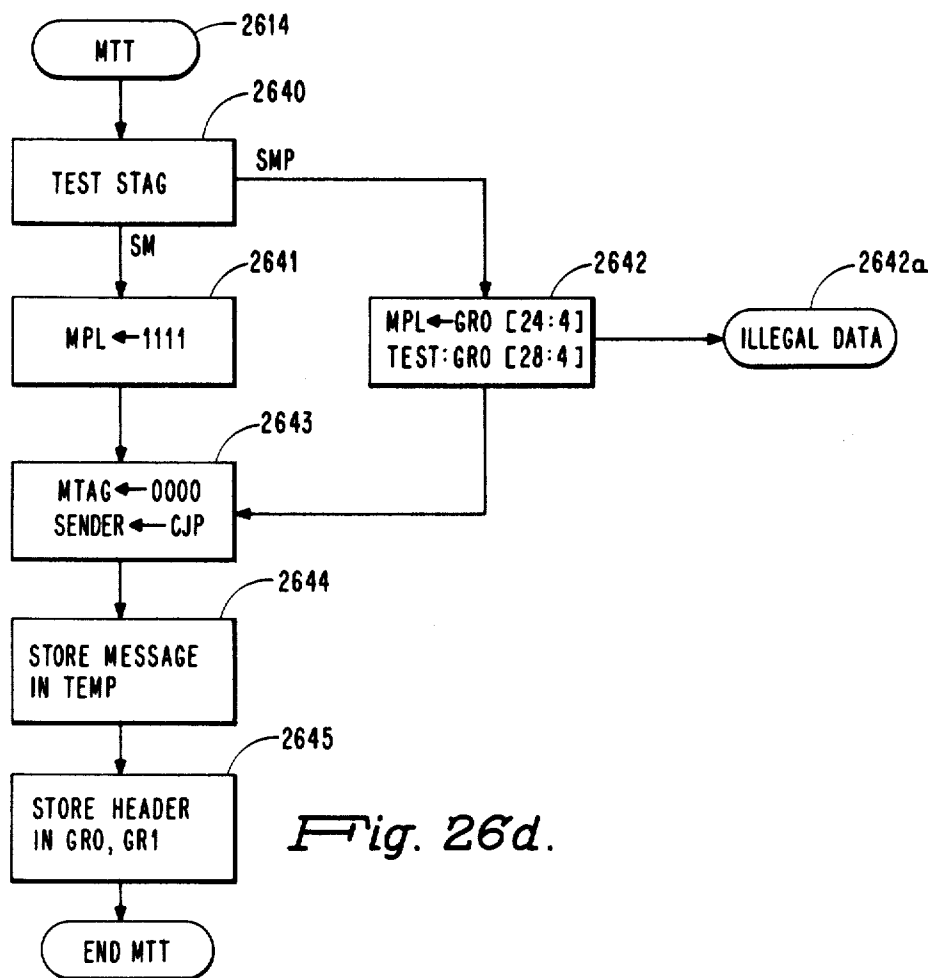 MTT
2614
2640
TEST STAG
SMP
SM
2641
MPL←1111
2642
MPL←GR0 [24:4]
TEST:GR0 [28:4]
2642a
ILLEGAL DATA
2643
MTAG←0000
SENDER←CJP
2644
STORE MESSAGE
IN TEMP
2645
STORE HEADER
IN GR0, GR1
END MTT
Fig. 26d.